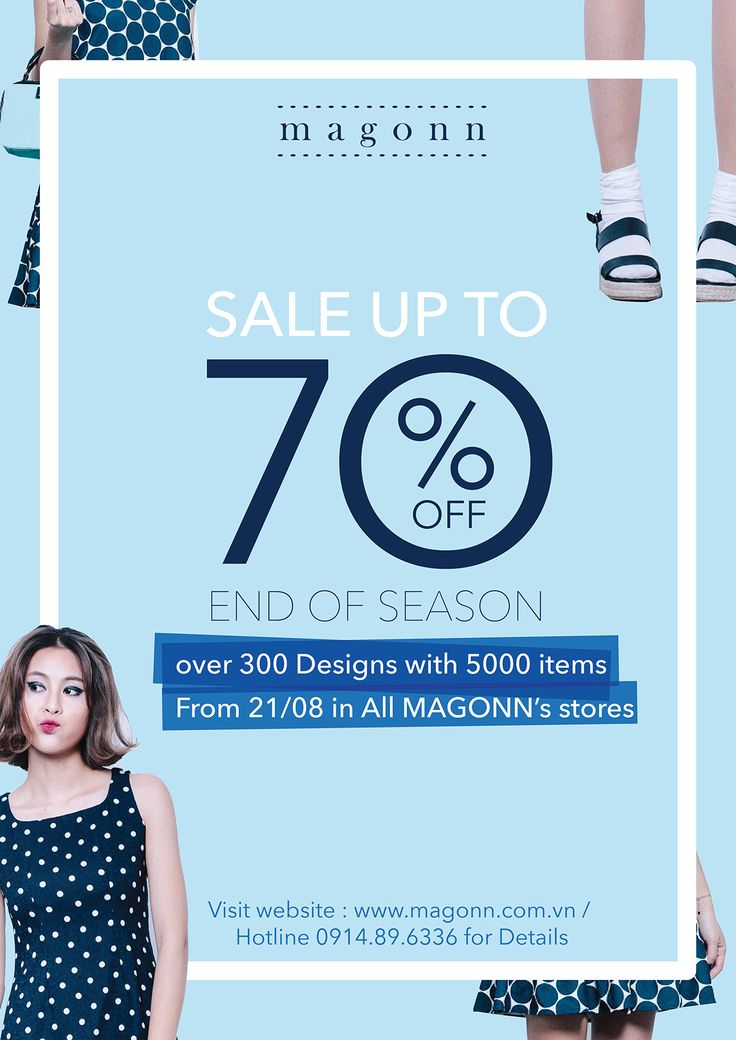 magonn
SALE UP TO
70%
OFF
END OF SEASON
over 300 Designs with 5000 items
From 21/08 in All MAGONN's stores
Visit website : www.magonn.com.vn /
Hotline 0914.89.6336 for Details